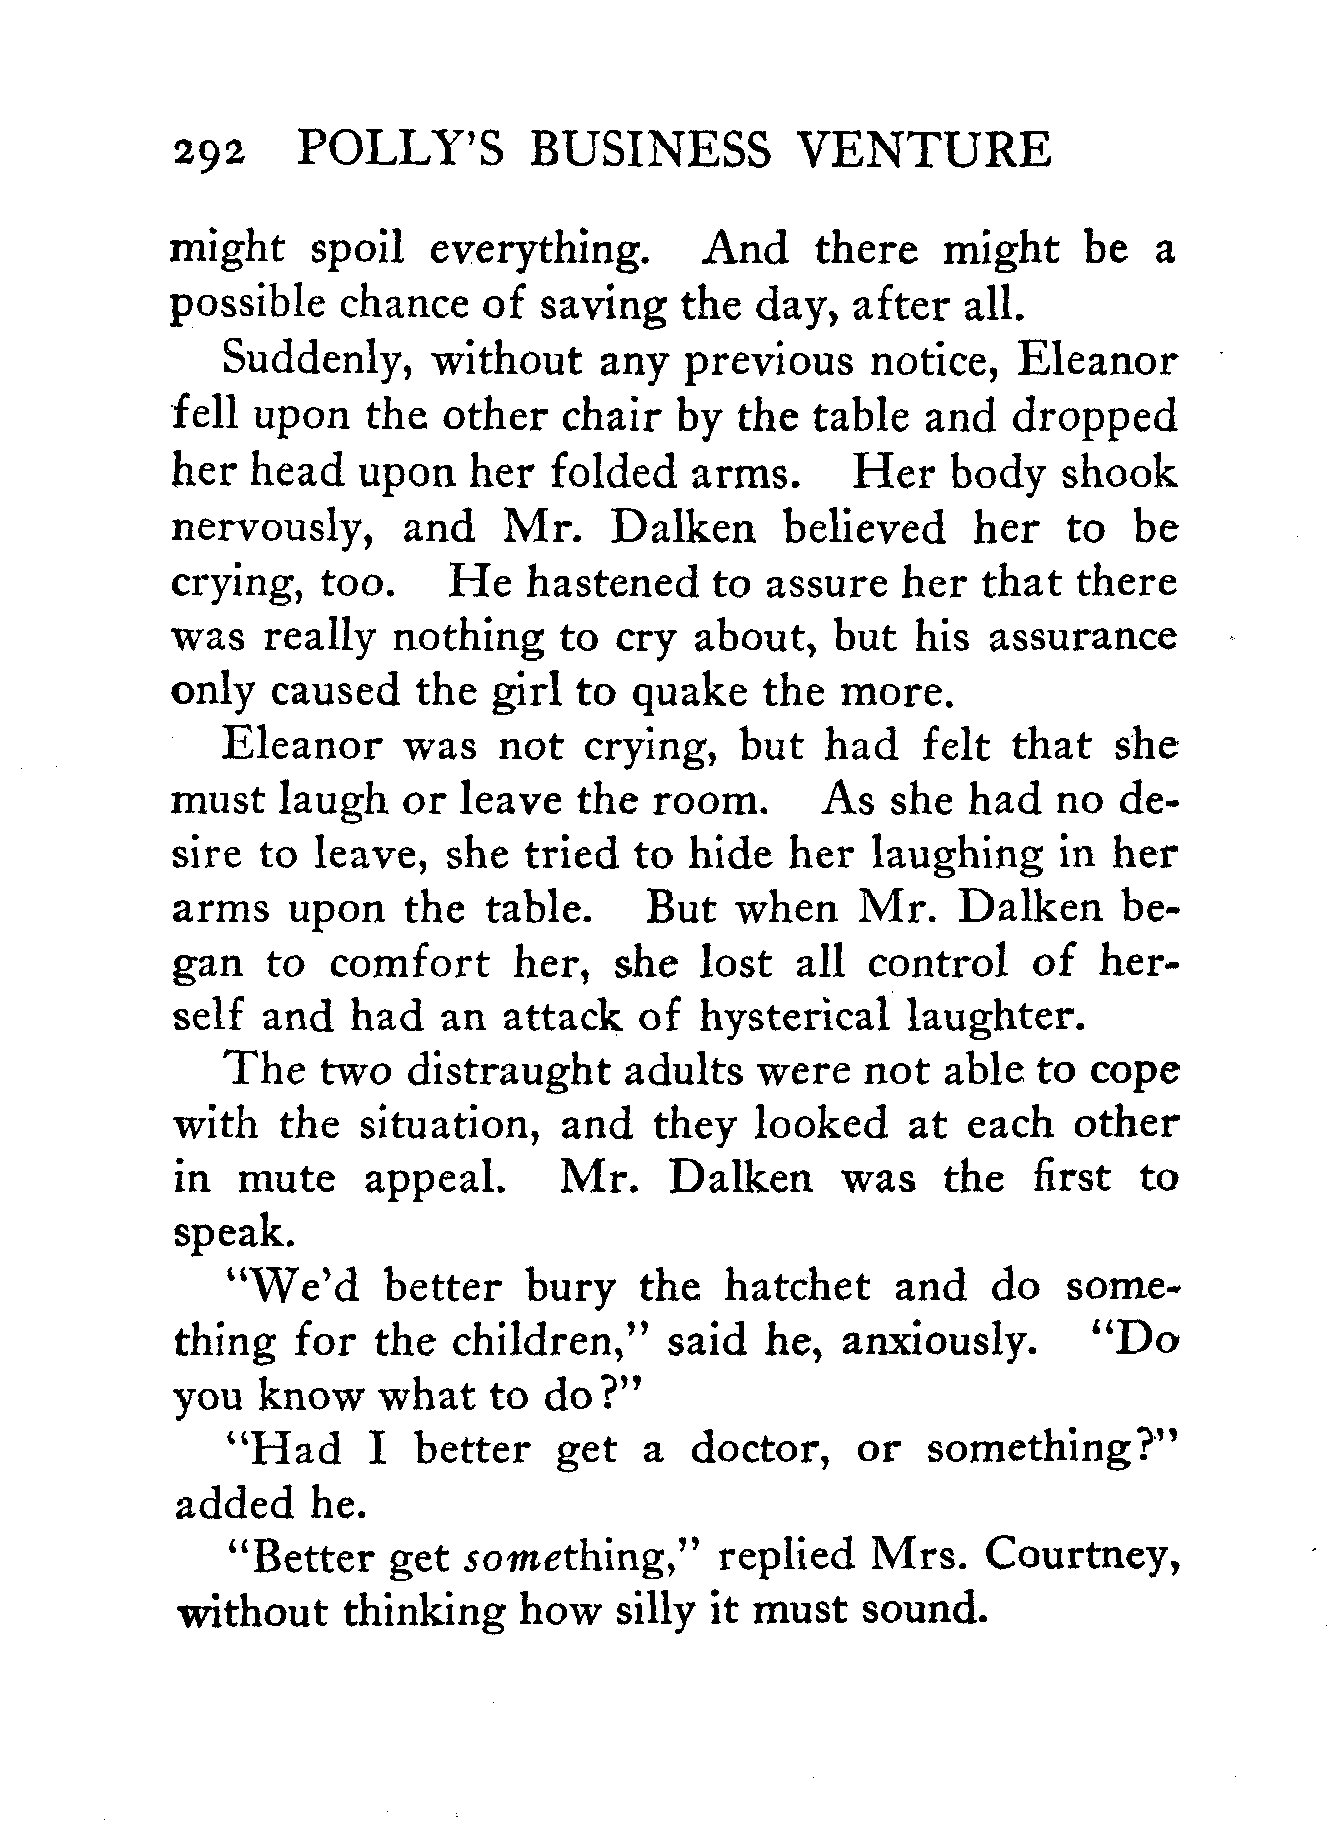 292 POLLY'S BUSINESS VENTURE
might spoil everything. And there might be a
possible chance of saving the day, after all.
Suddenly, without any previous notice, Eleanor
fell upon the other chair by the table and dropped
her head upon her folded arms. Her body shook
nervously, and Mr. Dalken believed her to be
crying, too. He hastened to assure her that there
was really nothing to cry about, but his assurance
only caused the girl to quake the more.
Eleanor was not crying, but had felt that she
must laugh or leave the room. As she had no de-
sire to leave, she tried to hide her laughing in her
arms upon the table. But when Mr. Dalken be-
gan to comfort her, she lost all control of her-
self and had an attack of hysterical laughter.
The two distraught adults were not able to cope
with the situation, and they looked at each other
in mute appeal. Mr. Dalken was the first to
speak.
"We'd better bury the hatchet and do some-
thing for the children," said he, anxiously. "Do
you know what to do?"
"Had I better get a doctor, or something?"
added he.
"Better get something," replied Mrs. Courtney,
without thinking how silly it must sound.